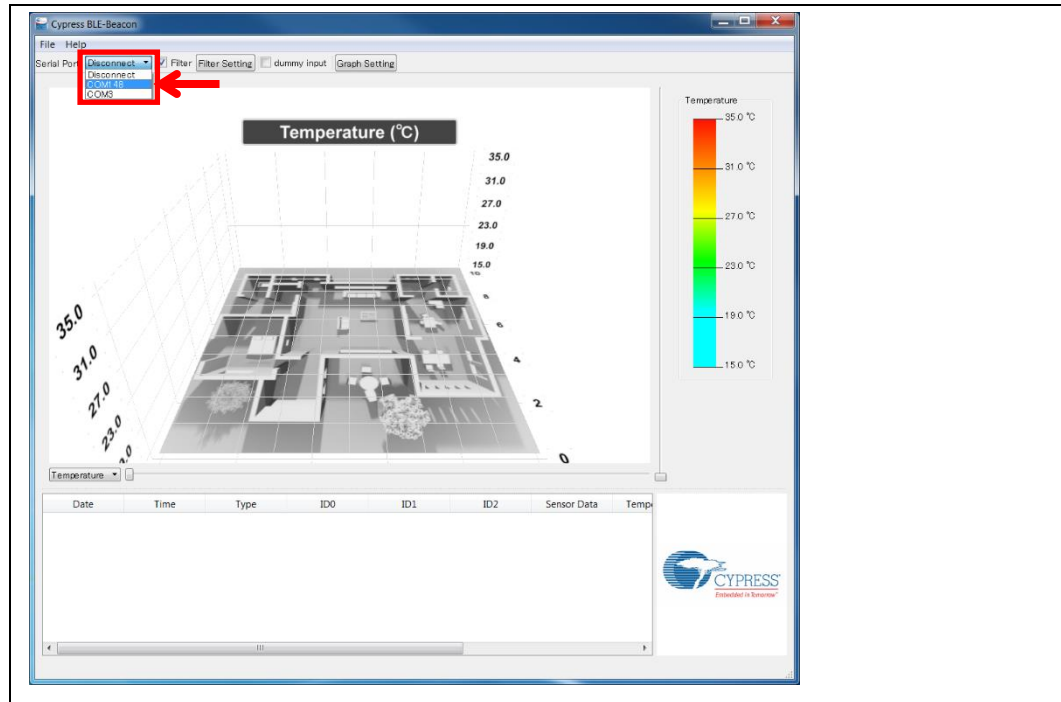 Cypress BLE-Beacon
File Help
Serial Port Disconnect Filter Filter Setting dummy input Graph Setting
Disconnect
COM148
COM3
Temperature
Temperature (°C)
35.0 °C
31.0 °C
27.0 °C
23.0 °C
19.0 °C
15.0 °C
35.0
31.0
27.0
23.0
19.0
15.0
10
8
6
4
2
0
35.0
31.0
27.0
23.0
Temperature
Date Time Type ID0 ID1 ID2 Sensor Data Tempe
CYPRESS
Embedded in Tomorrow™